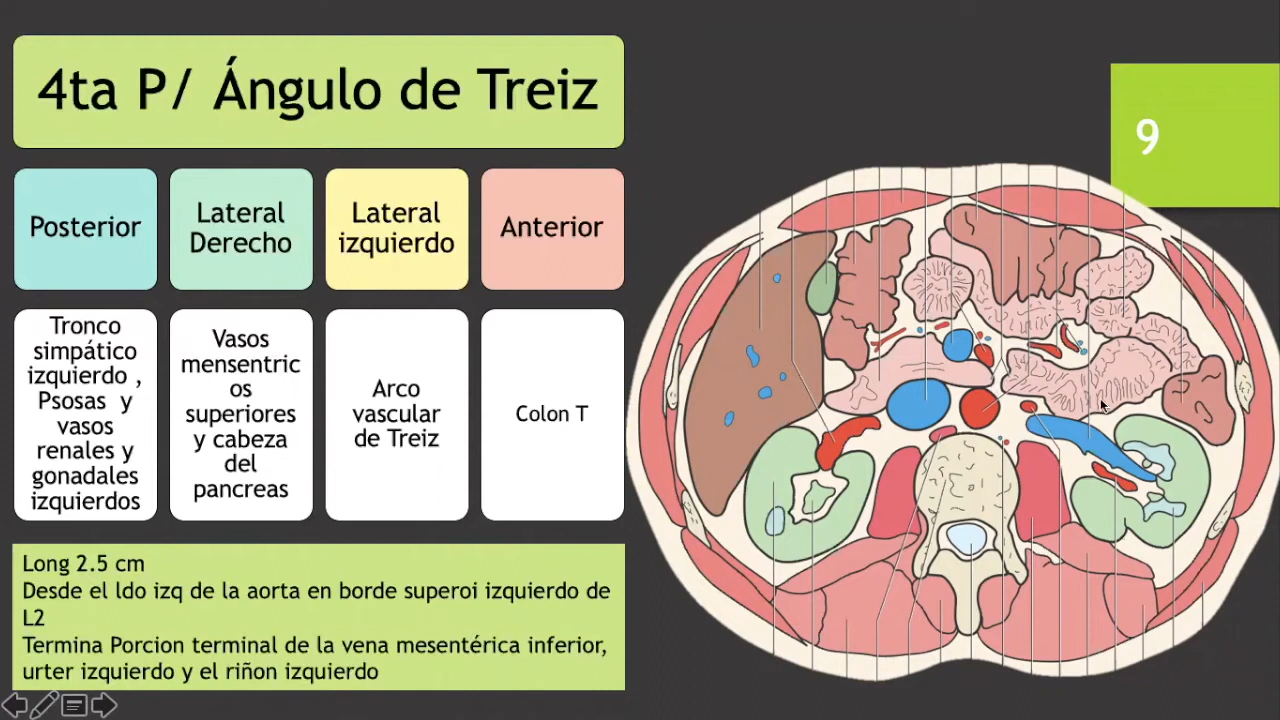 4ta P/ Ángulo de Treiz
9
Posterior
Lateral
Derecho
Lateral
izquierdo
Anterior
Tronco
simpático
izquierdo ,
Psosas y
vasos
renales y
gonadales
izquierdos
Vasos
mensentric
os
superiores
y cabeza
del
pancreas
Arco
vascular
de Treiz
Colon T
Long 2.5 cm
Desde el ldo izq de la aorta en borde superoi izquierdo de
L2
Termina Porcion terminal de la vena mesentérica inferior,
urter izquierdo y el riñon izquierdo